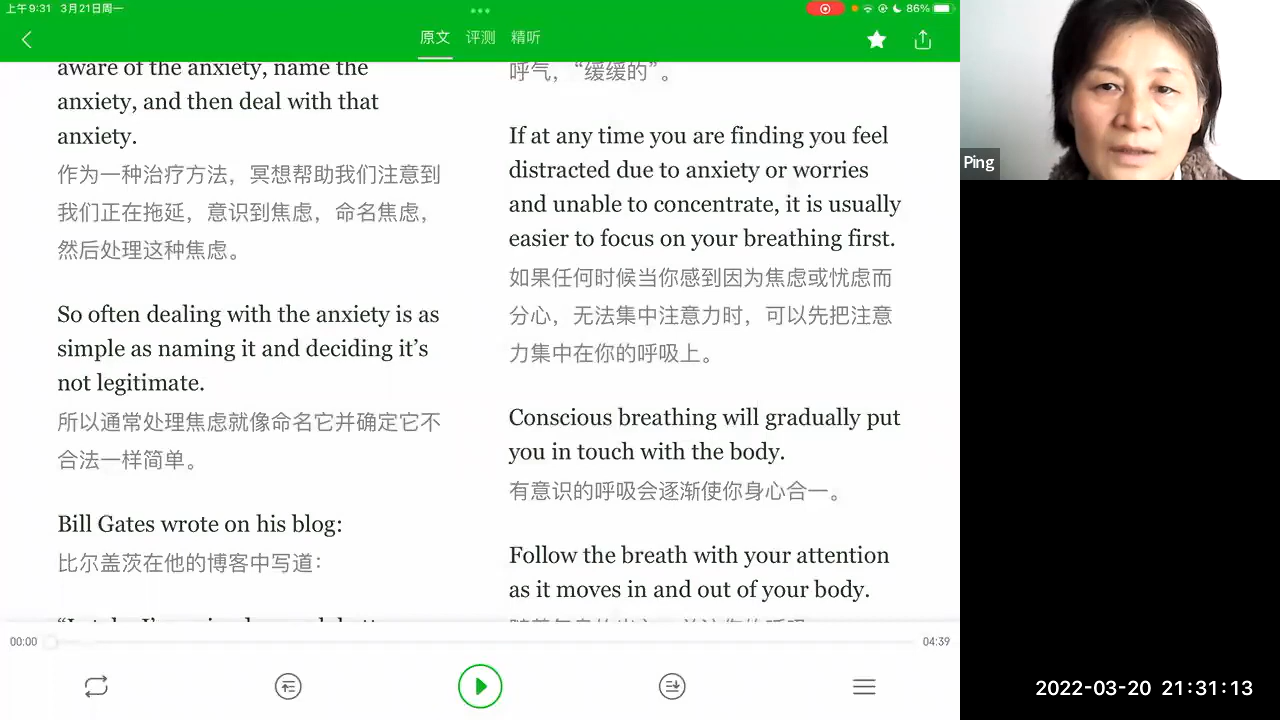 上午9:31 3月21日周一
86%
原文 评测 精听
aware of the anxiety, name the
anxiety, and then deal with that
anxiety.
作为一种治疗方法，冥想帮助我们注意到
我们正在拖延，意识到焦虑，命名焦虑，
然后处理这种焦虑。
So often dealing with the anxiety is as
simple as naming it and deciding it’s
not legitimate.
所以通常处理焦虑就像命名它并确定它不
合法一样简单。
Bill Gates wrote on his blog:
比尔盖茨在他的博客中写道：
呼气，“缓缓的”。
If at any time you are finding you feel
distracted due to anxiety or worries
and unable to concentrate, it is usually
easier to focus on your breathing first.
如果任何时候当你感到因为焦虑或忧虑而
分心，无法集中注意力时，可以先把注意
力集中在你的呼吸上。
Conscious breathing will gradually put
you in touch with the body.
有意识的呼吸会逐渐使你身心合一。
Follow the breath with your attention
as it moves in and out of your body.
00:00
04:39
Ping
2022-03-20 21:31:13